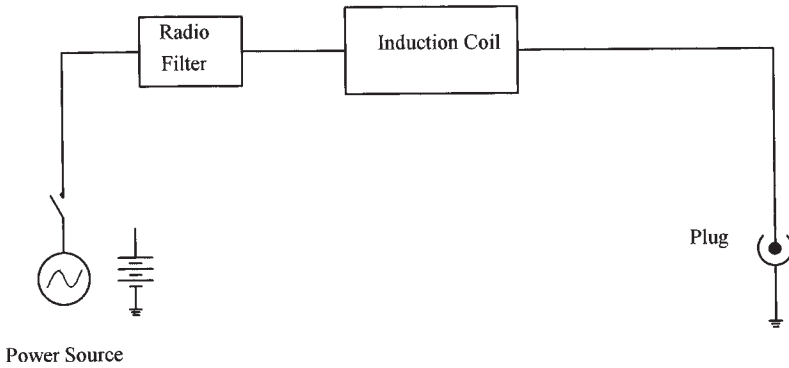 Radio
Filter
Induction Coil
Plug
Power Source